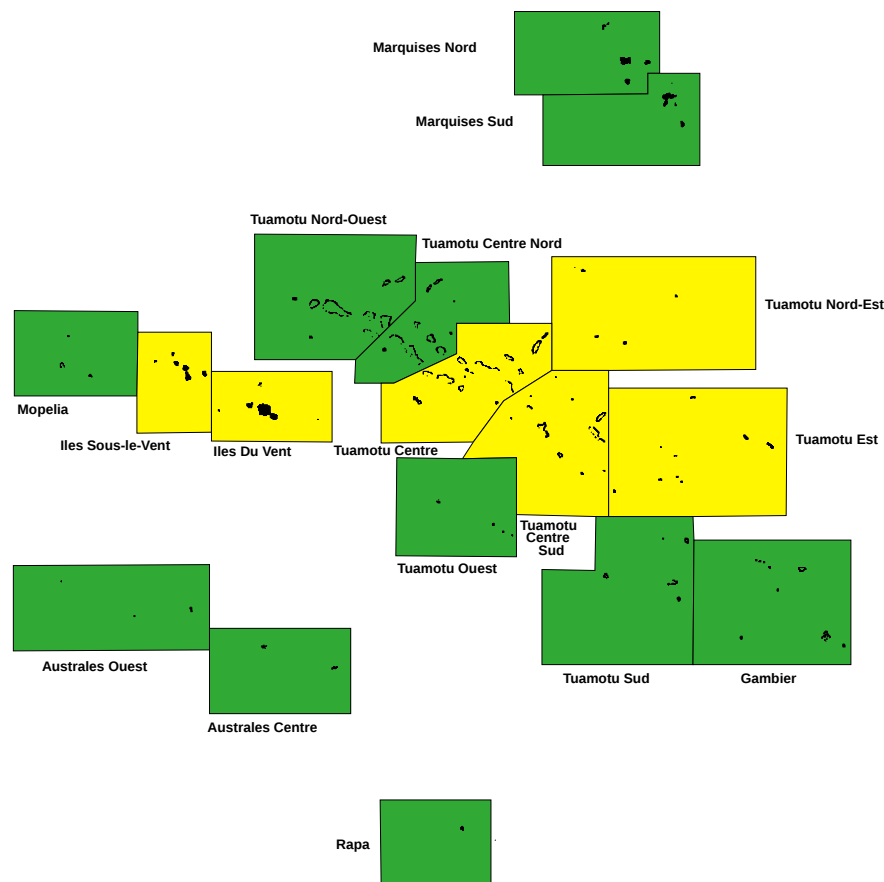 Marquises Nord
Marquises Sud
Tuamotu Nord-Ouest
Tuamotu Centre Nord
Tuamotu Nord-Est
Mopelia
Iles Sous-le-Vent
Iles Du Vent
Tuamotu Centre
Tuamotu Est
Tuamotu
Centre
Sud
Tuamotu Ouest
Australes Ouest
Tuamotu Sud
Gambier
Australes Centre
Rapa